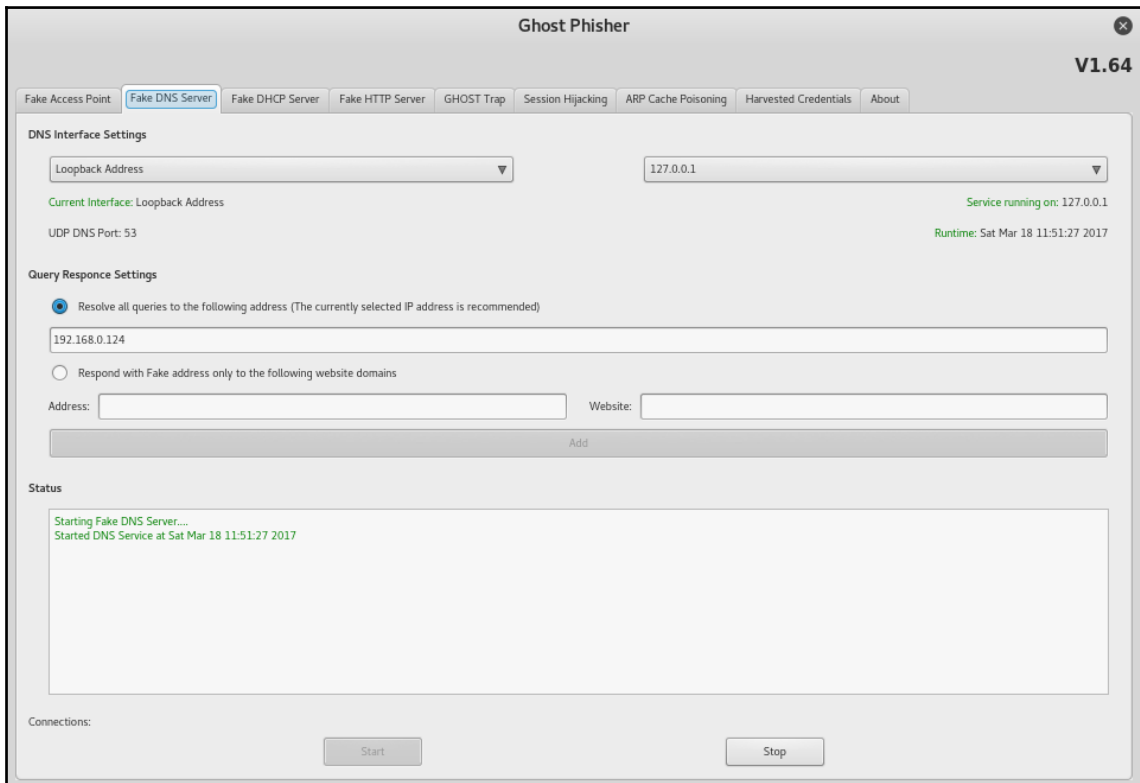 Ghost Phisher
V1.64
Fake Access Point Fake DNS Server Fake DHCP Server Fake HTTP Server GHOST Trap Session Hijacking ARP Cache Poisoning Harvested Credentials About
DNS Interface Settings
Loopback Address 127.0.0.1
Current Interface: Loopback Address Service running on: 127.0.0.1
UDP DNS Port: 53 Runtime: Sat Mar 18 11:51:27 2017
Query Responce Settings
Resolve all queries to the following address (The currently selected IP address is recommended)
192.168.0.124
Respond with Fake address only to the following website domains
Address: Website:
Add
Status
Starting Fake DNS Server....
Started DNS Service at Sat Mar 18 11:51:27 2017
Connections:
Start Stop